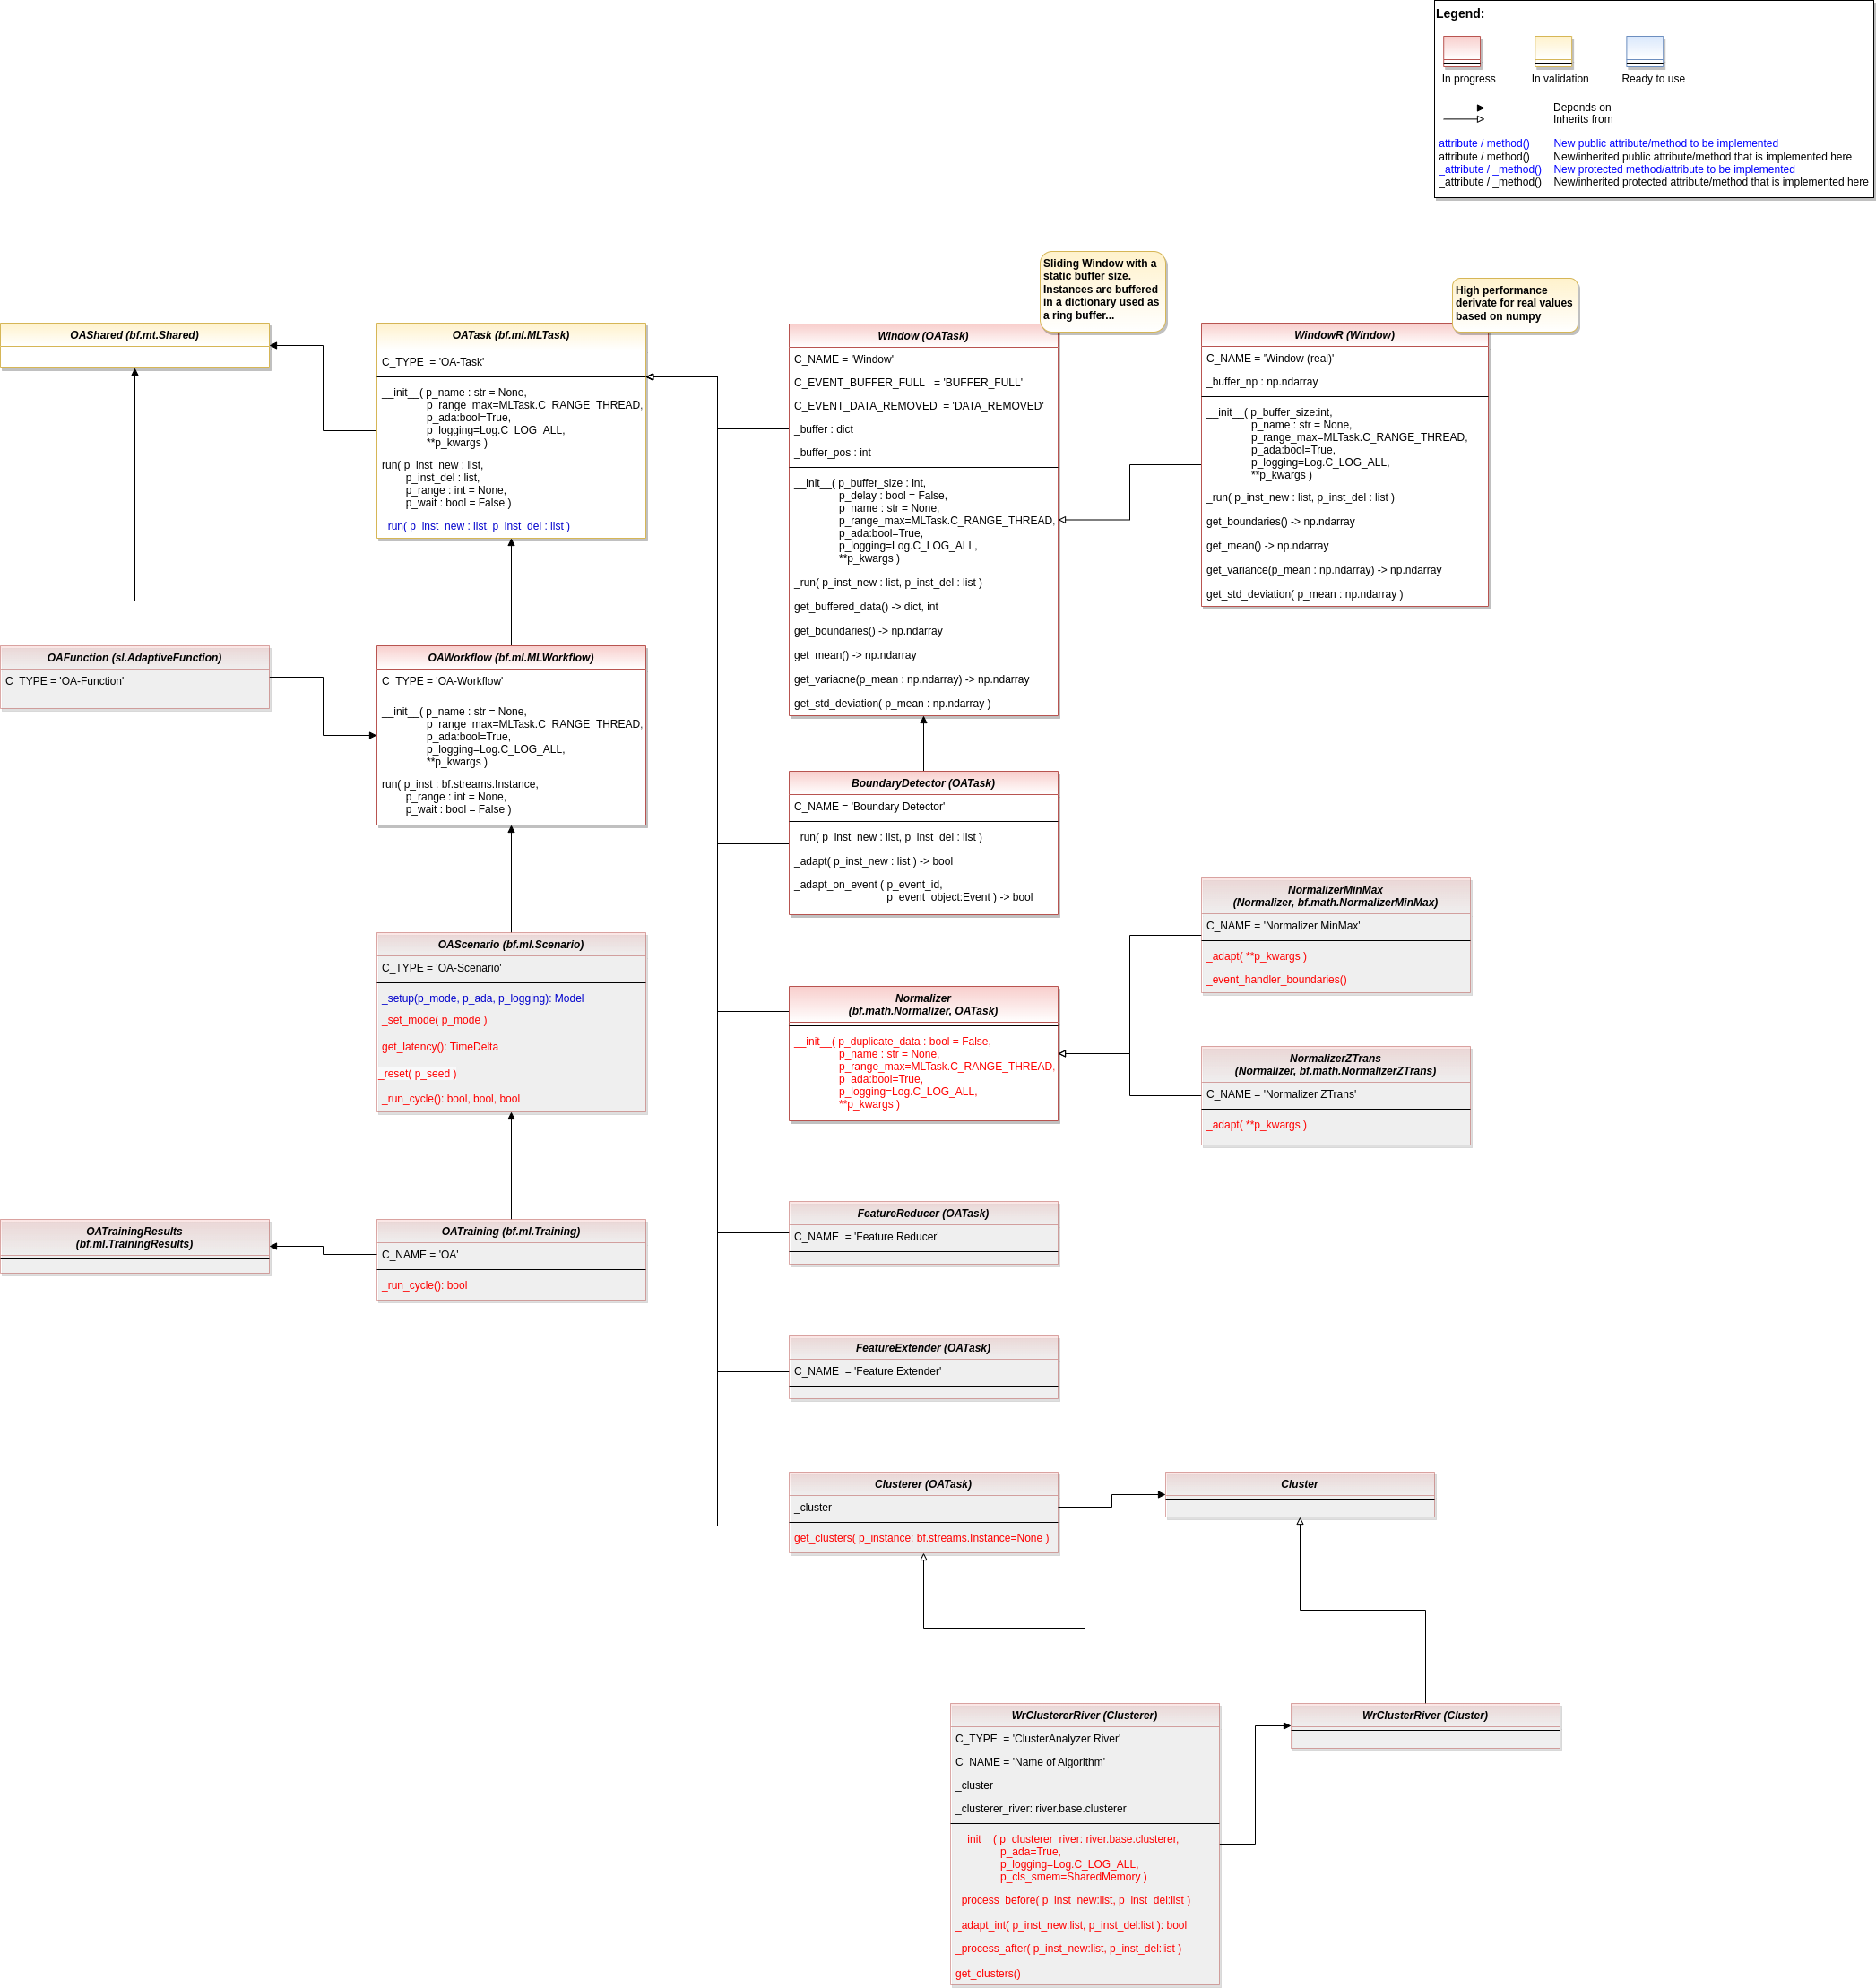 Legend:
In progress
In validation
Ready to use
Depends on
Inherits from
attribute / method() New public attribute/method to be implemented
attribute / method() New/inherited public attribute/method that is implemented here
_attribute / _method() New protected method/attribute to be implemented
_attribute / _method() New/inherited protected attribute/method that is implemented here
Sliding Window with a
static buffer size.
Instances are buffered
in a dictionary used as
a ring buffer...
High performance
derivate for real values
based on numpy
OAShared (bf.mt.Shared)
OATask (bf.ml.MLTask)
C_TYPE = 'OA-Task'
__init__( p_name : str = None,
p_range_max=MLTask.C_RANGE_THREAD,
p_ada:bool=True,
p_logging=Log.C_LOG_ALL,
**p_kwargs )
run( p_inst_new : list,
p_inst_del : list,
p_range : int = None,
p_wait : bool = False )
_run( p_inst_new : list, p_inst_del : list )
Window (OATask)
C_NAME = 'Window'
C_EVENT_BUFFER_FULL = 'BUFFER_FULL'
C_EVENT_DATA_REMOVED = 'DATA_REMOVED'
_buffer : dict
_buffer_pos : int
__init__( p_buffer_size : int,
p_delay : bool = False,
p_name : str = None,
p_range_max=MLTask.C_RANGE_THREAD,
p_ada:bool=True,
p_logging=Log.C_LOG_ALL,
**p_kwargs )
_run( p_inst_new : list, p_inst_del : list )
get_buffered_data() -> dict, int
get_boundaries() -> np.ndarray
get_mean() -> np.ndarray
get_variacne(p_mean : np.ndarray) -> np.ndarray
get_std_deviation( p_mean : np.ndarray )
WindowR (Window)
C_NAME = 'Window (real)'
_buffer_np : np.ndarray
__init__( p_buffer_size:int,
p_name : str = None,
p_range_max=MLTask.C_RANGE_THREAD,
p_ada:bool=True,
p_logging=Log.C_LOG_ALL,
**p_kwargs )
_run( p_inst_new : list, p_inst_del : list )
get_boundaries() -> np.ndarray
get_mean() -> np.ndarray
get_variance(p_mean : np.ndarray) -> np.ndarray
get_std_deviation( p_mean : np.ndarray )
OAFunction (sl.AdaptiveFunction)
C_TYPE = 'OA-Function'
OAWorkflow (bf.ml.MLWorkflow)
C_TYPE = 'OA-Workflow'
__init__( p_name : str = None,
p_range_max=MLTask.C_RANGE_THREAD,
p_ada:bool=True,
p_logging=Log.C_LOG_ALL,
**p_kwargs )
run( p_inst : bf.streams.Instance,
p_range : int = None,
p_wait : bool = False )
BoundaryDetector (OATask)
C_NAME = 'Boundary Detector'
_run( p_inst_new : list, p_inst_del : list )
_adapt( p_inst_new : list ) -> bool
_adapt_on_event ( p_event_id,
p_event_object:Event ) -> bool
OAScenario (bf.ml.Scenario)
C_TYPE = 'OA-Scenario'
_setup(p_mode, p_ada, p_logging): Model
_set_mode( p_mode )
get_latency(): TimeDelta
_reset( p_seed )
_run_cycle(): bool, bool, bool
Normalizer
(bf.math.Normalizer, OATask)
__init__( p_duplicate_data : bool = False,
p_name : str = None,
p_range_max=MLTask.C_RANGE_THREAD,
p_ada:bool=True,
p_logging=Log.C_LOG_ALL,
**p_kwargs )
NormalizerMinMax
(Normalizer, bf.math.NormalizerMinMax)
C_NAME = 'Normalizer MinMax'
_adapt( **p_kwargs )
_event_handler_boundaries()
NormalizerZTrans
(Normalizer, bf.math.NormalizerZTrans)
C_NAME = 'Normalizer ZTrans'
_adapt( **p_kwargs )
OATrainingResults
(bf.ml.TrainingResults)
OATraining (bf.ml.Training)
C_NAME = 'OA'
_run_cycle(): bool
FeatureReducer (OATask)
C_NAME = 'Feature Reducer'
FeatureExtender (OATask)
C_NAME = 'Feature Extender'
Clusterer (OATask)
_cluster
get_clusters( p_instance: bf.streams.Instance=None )
Cluster
WrClustererRiver (Clusterer)
C_TYPE = 'ClusterAnalyzer River'
C_NAME = 'Name of Algorithm'
_cluster
_clusterer_river: river.base.clusterer
__init__( p_clusterer_river: river.base.clusterer,
p_ada=True,
p_logging=Log.C_LOG_ALL,
p_cls_smem=SharedMemory )
_process_before( p_inst_new:list, p_inst_del:list )
_adapt_int( p_inst_new:list, p_inst_del:list ): bool
_process_after( p_inst_new:list, p_inst_del:list )
get_clusters()
WrClusterRiver (Cluster)